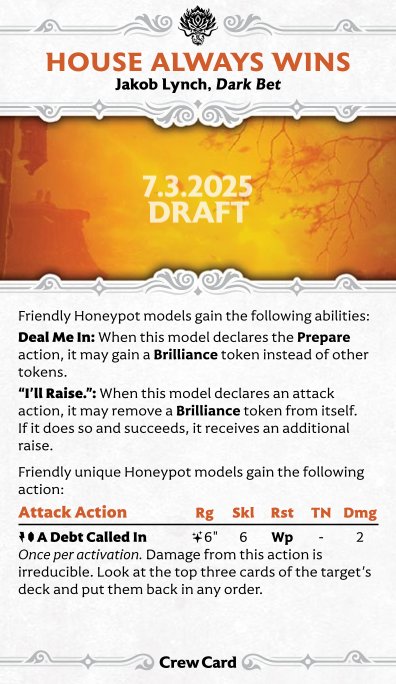 HOUSE ALWAYS WINS
Jakob Lynch, Dark Bet
7.3.2025
DRAFT
Friendly Honeypot models gain the following abilities:
Deal Me In: When this model declares the Prepare
action, it may gain a Brilliance token instead of other
tokens.
“I’ll Raise.”: When this model declares an attack
action, it may remove a Brilliance token from itself.
If it does so and succeeds, it receives an additional
raise.
Friendly unique Honeypot models gain the following
action:
Attack Action Rg Skl Rst TN Dmg
A Debt Called In 6" 6 Wp - 2
Once per activation. Damage from this action is
irreducible. Look at the top three cards of the target’s
deck and put them back in any order.
Crew Card